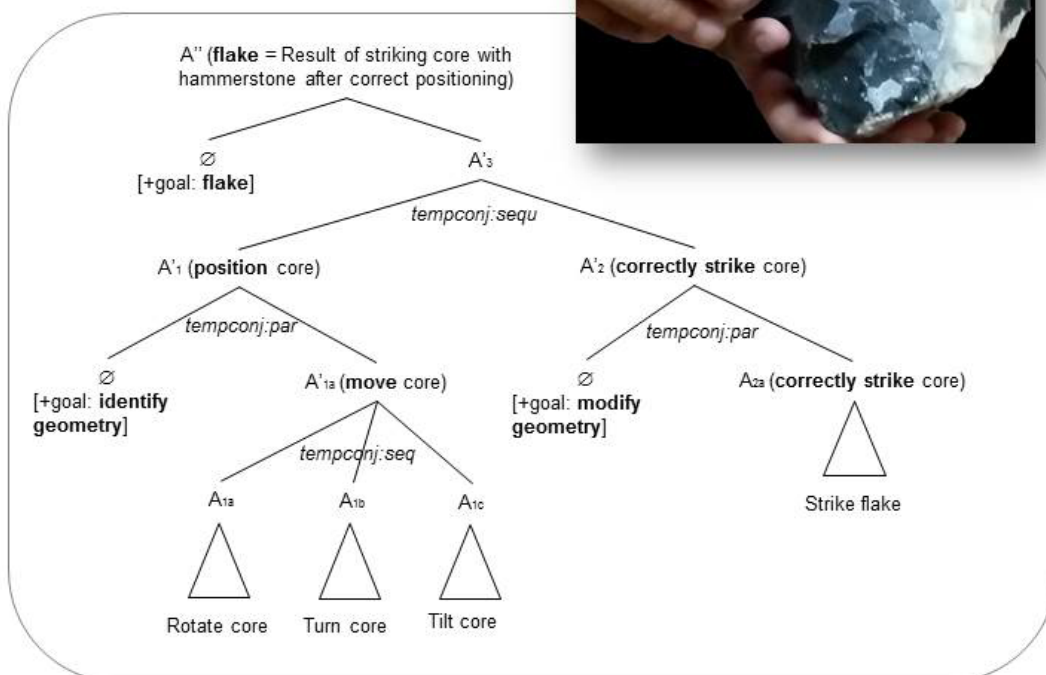 A'' (flake = Result of striking core with
hammerstone after correct positioning)
∅
[+goal: flake]
A'3
tempconj:sequ
A'1 (position core)
A'2 (correctly strike core)
tempconj:par
tempconj:par
∅
[+goal: identify
geometry]
A'1a (move core)
∅
[+goal: modify
geometry]
A2a (correctly strike core)
tempconj:seq
A1a
A1b
A1c
Strike flake
Rotate core
Turn core
Tilt core